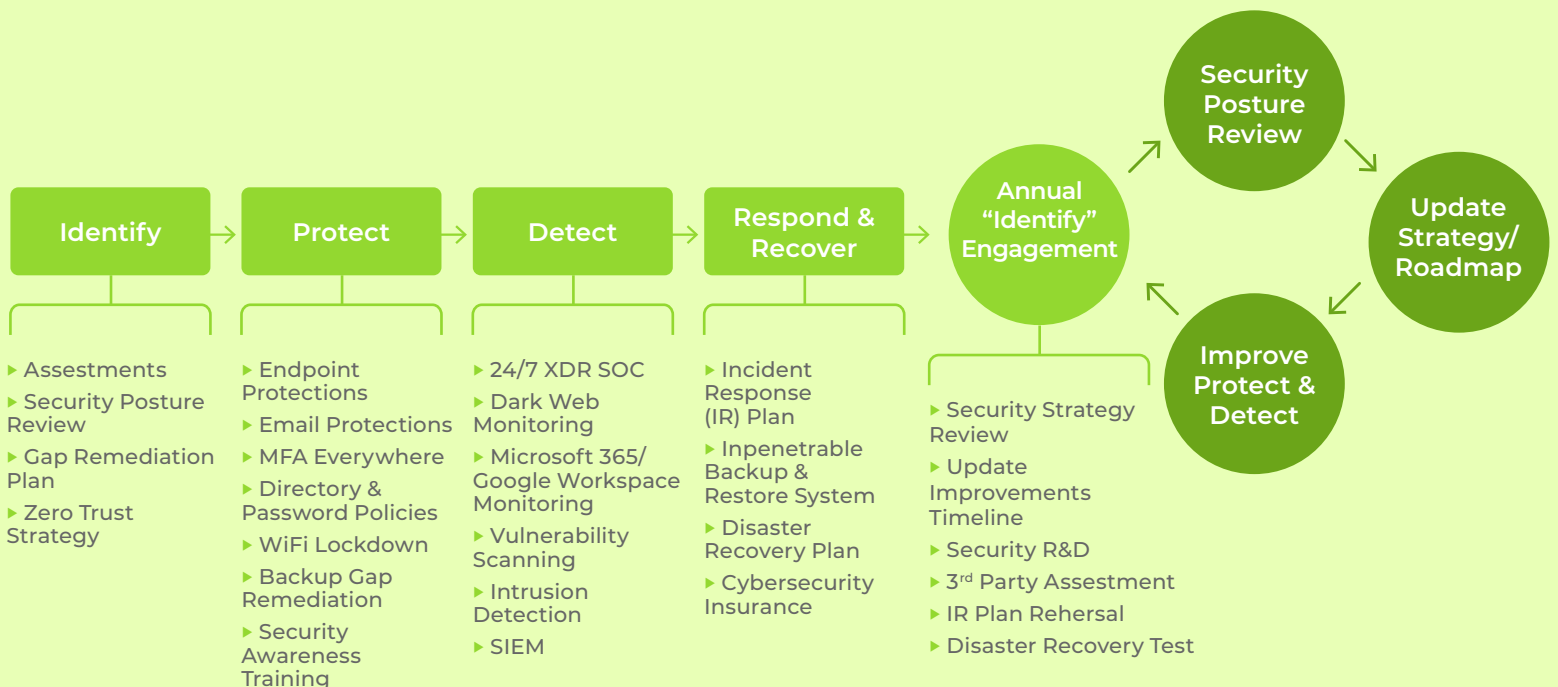 Identify
▸ Assestments
▸ Security Posture
Review
▸ Gap Remediation
Plan
▸ Zero Trust
Strategy
Protect
▸ Endpoint
Protections
▸ Email Protections
▸ MFA Everywhere
▸ Directory &
Password Policies
▸ WiFi Lockdown
▸ Backup Gap
Remediation
▸ Security
Awareness
Training
Detect
▸ 24/7 XDR SOC
▸ Dark Web
Monitoring
▸ Microsoft 365/
Google Workspace
Monitoring
▸ Vulnerability
Scanning
▸ Intrusion
Detection
▸ SIEM
Respond &
Recover
▸ Incident
Response
(IR) Plan
▸ Inpenetrable
Backup &
Restore System
▸ Disaster
Recovery Plan
▸ Cybersecurity
Insurance
Annual
“Identify”
Engagement
▸ Security Strategy
Review
▸ Update
Improvements
Timeline
▸ Security R&D
▸ 3rd Party Assestment
▸ IR Plan Rehersal
▸ Disaster Recovery Test
Security
Posture
Review
Update
Strategy/
Roadmap
Improve
Protect &
Detect